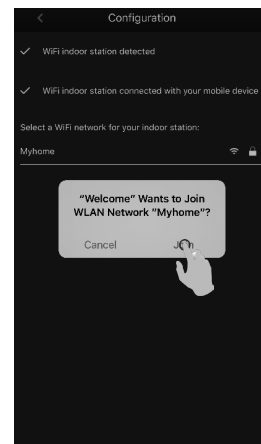 Configuration
WiFi indoor station detected
WiFi indoor station connected with your mobile device
Select a WiFi network for your indoor station:
Myhome
"Welcome" Wants to Join
WLAN Network "Myhome"?
Cancel Join